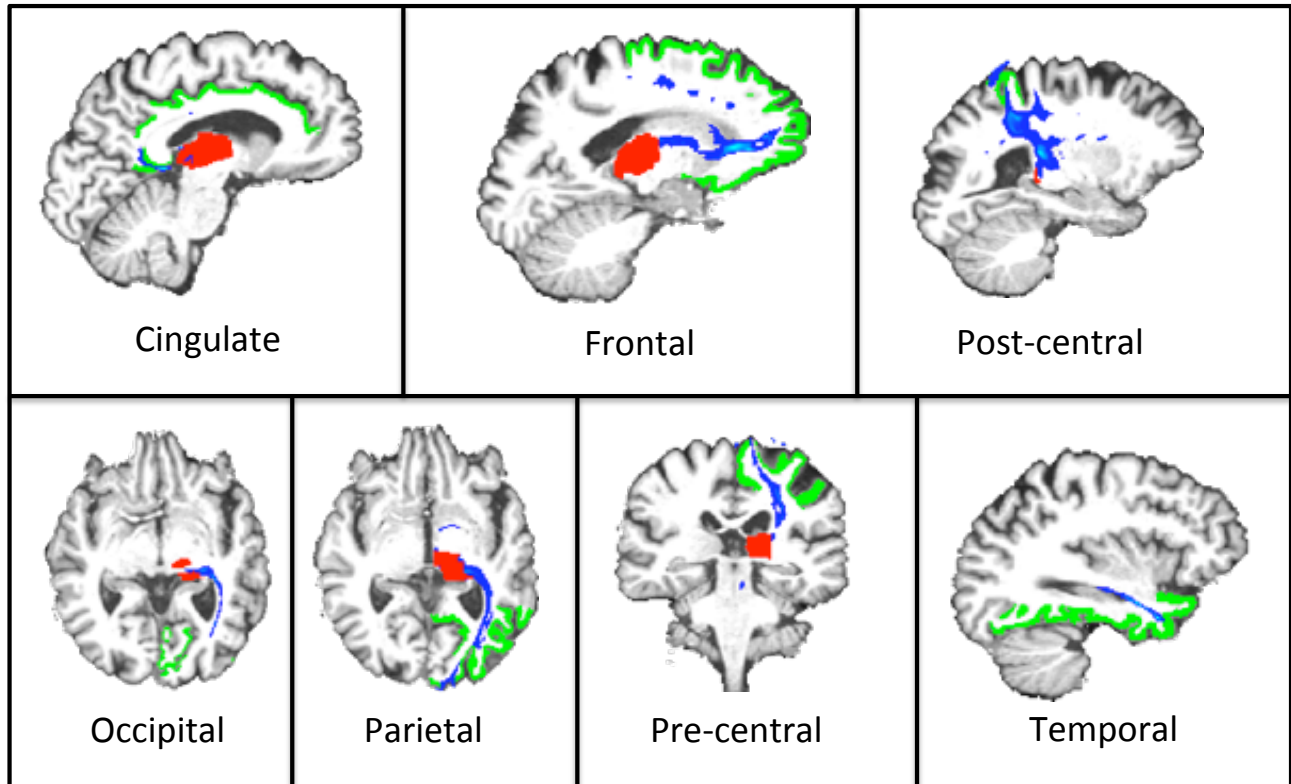 Cingulate
Frontal
Post-central
Occipital
Parietal
Pre-central
Temporal